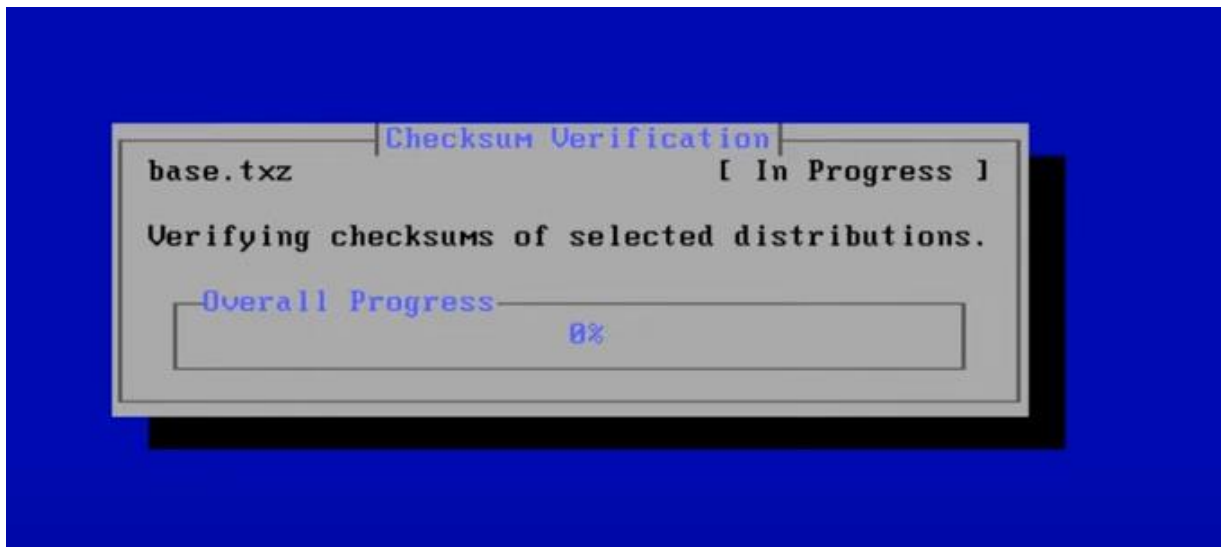 Checksum Verification
base.txz [ In Progress ]
Verifying checksums of selected distributions.
Overall Progress
0%